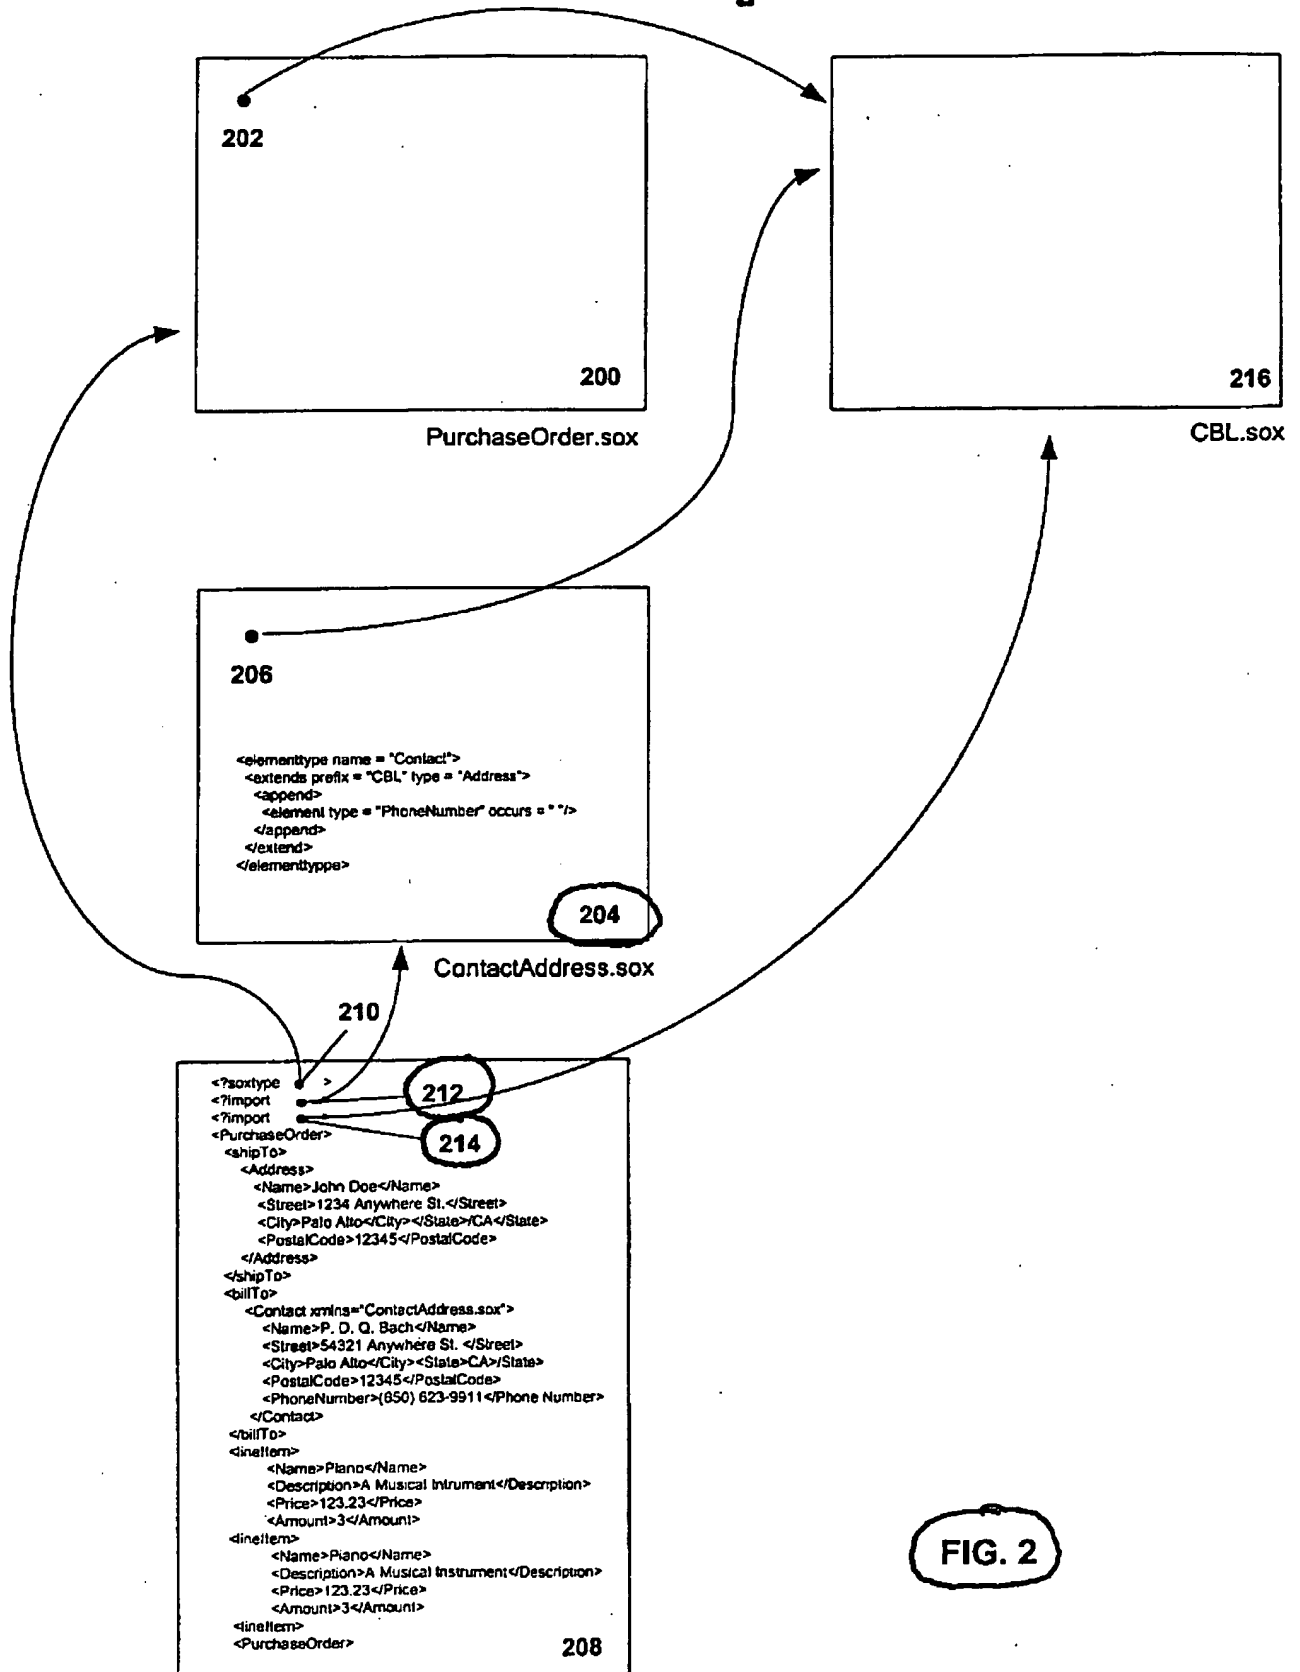 202
200
216
PurchaseOrder.sox
CBL.sox
206
<elementtype name = "Contact">
<extends prefix = "CBL" type = "Address">
<append>
<element type = "PhoneNumber" occurs = " "/>
</append>
</extend>
</elementtyppe>
204
ContactAddress.sox
210
<?soxtype >
<?import
212
<?import
<PurchaseOrder>
214
<shipTo>
<Address>
<Name>John Doe</Name>
<Street>1234 Anywhere St.</Street>
<City>Palo Alto</City></State>/CA</State>
<PostalCode>12345</PostalCode>
</Address>
</shipTo>
<billTo>
<Contact xmlns="ContactAddress.sox">
<Name>P. D. Q. Bach</Name>
<Street>54321 Anywhere St. </Street>
<City>Palo Alto</City><State>CA>/State>
<PostalCode>12345</PostalCode>
<PhoneNumber>(650) 623-9911</Phone Number>
</Contact>
</billTo>
<lineItem>
<Name>Piano</Name>
<Description>A Musical Intrument</Description>
<Price>123.23</Price>
<Amount>3</Amount>
<lineItem>
<Name>Piano</Name>
<Description>A Musical Instrument</Description>
<Price>123.23</Price>
<Amount>3</Amount>
<lineItem>
<PurchaseOrder>
208
FIG. 2